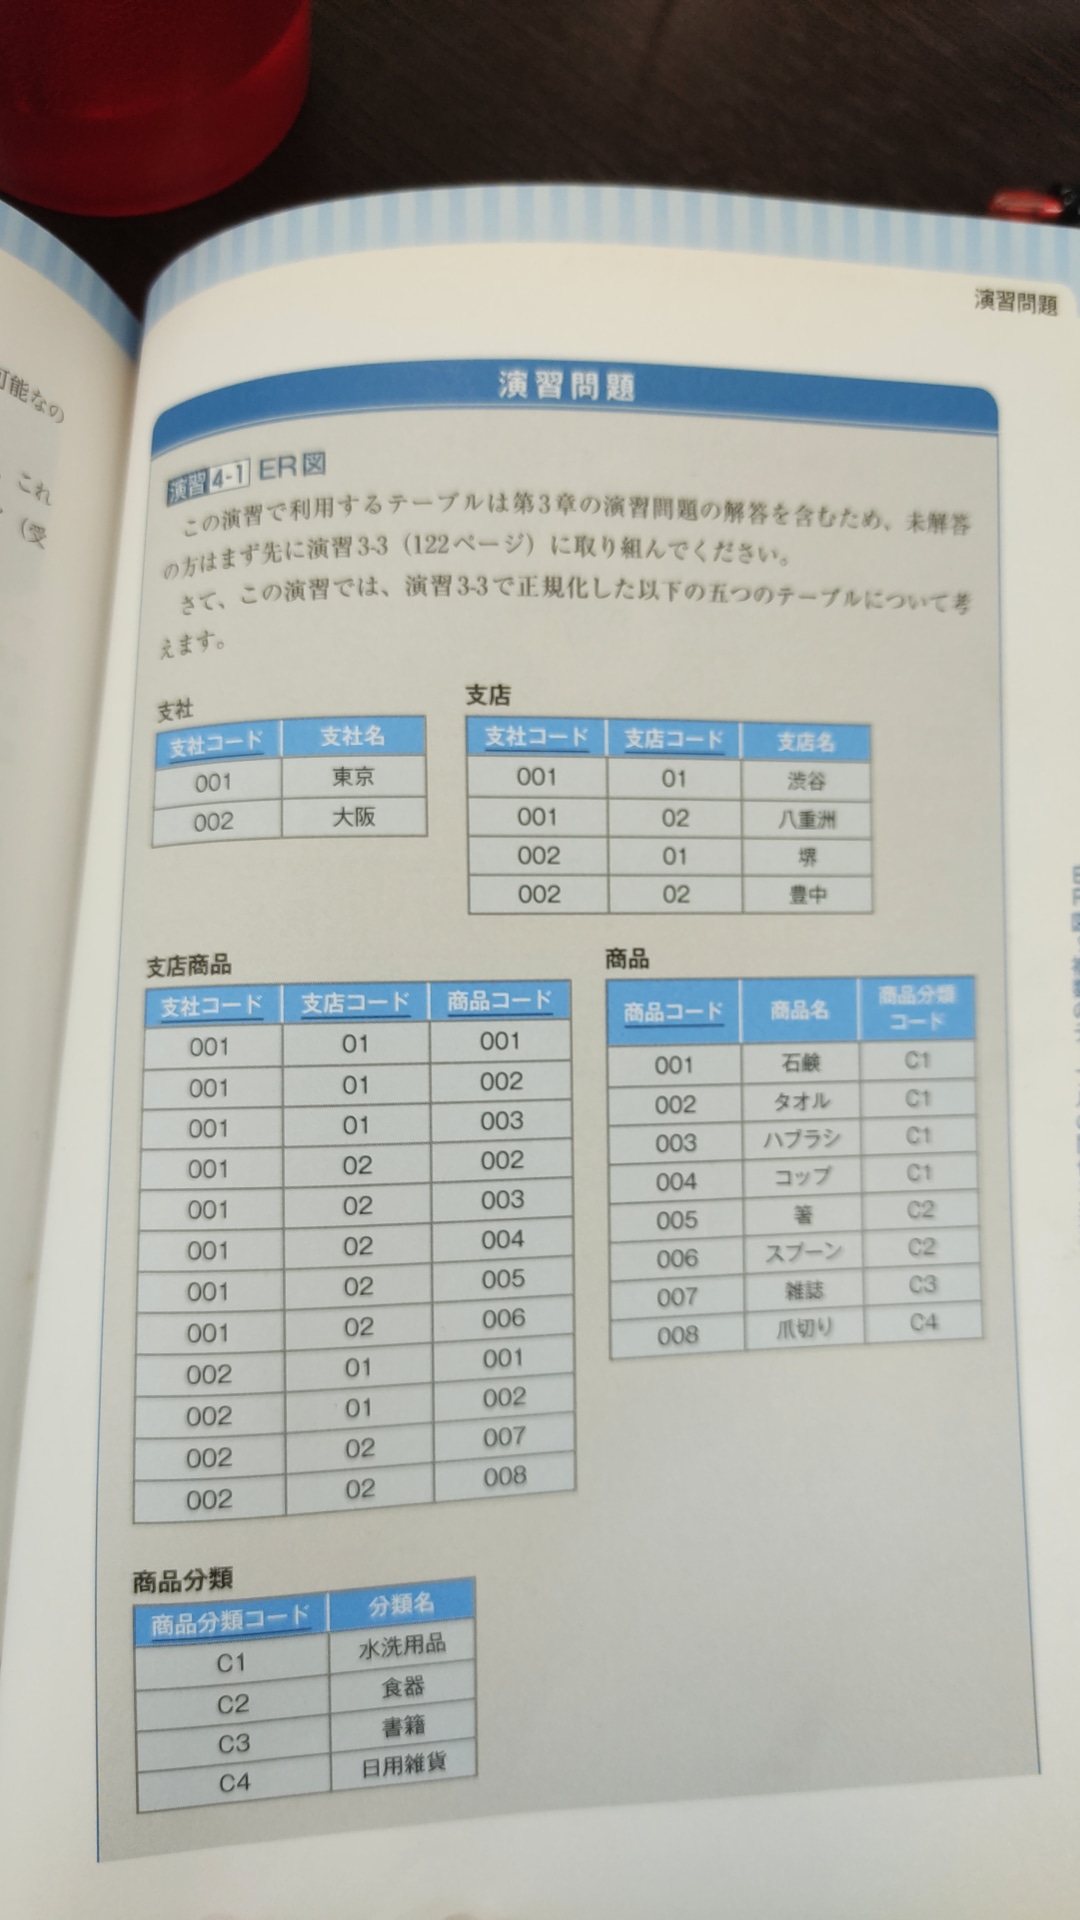 演習問題
可能なの
これ
(受
演習問題
演習4-1 ER図
この演習で利用するテーブルは第3章の演習問題の解答を含むため、未解答
の方はまず先に演習3-3(122ページ)に取り組んでください。
さて、この演習では、演習3-3で正規化した以下の五つのテーブルについて考
えます。
支社
支社コード 支社名
001 東京
002 大阪
支店
支社コード 支店コード 支店名
001 01 渋谷
001 02 八重洲
002 01 堺
002 02 豊中
支店商品
支社コード 支店コード 商品コード
001 01 001
001 01 002
001 01 003
001 02 002
001 02 003
001 02 004
001 02 005
001 02 006
002 01 001
002 01 002
002 02 007
002 02 008
商品
商品コード 商品名 商品分類
コード
001 石鹸 C1
002 タオル C1
003 ハブラシ C1
004 コップ C1
005 箸 C2
006 スプーン C2
007 雑誌 C3
008 爪切り C4
商品分類
商品分類コード 分類名
C1 水洗用品
C2 食器
C3 書籍
C4 日用雑貨